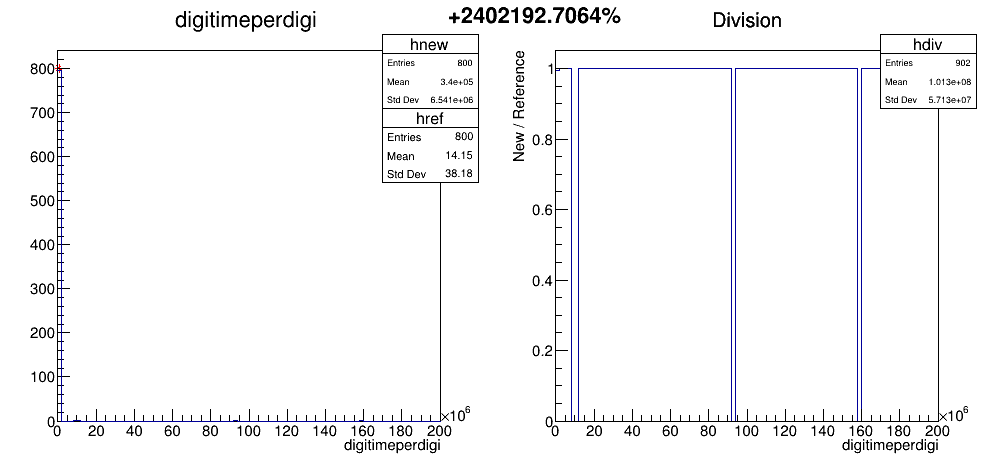 +2402192.7064%
digitimeperdigi
hnew
Entries 800
Mean 3.4e+05
Std Dev 6.541e+06
href
Entries 800
Mean 14.15
Std Dev 38.18
800
700
600
500
400
300
200
100
0
0 20 40 60 80 100 120 140 160 180 200
×10⁶
digitimeperdigi
Division
hdiv
Entries 902
Mean 1.013e+08
Std Dev 5.713e+07
New / Reference
1
0.8
0.6
0.4
0.2
0
0 20 40 60 80 100 120 140 160 180 200
×10⁶
digitimeperdigi